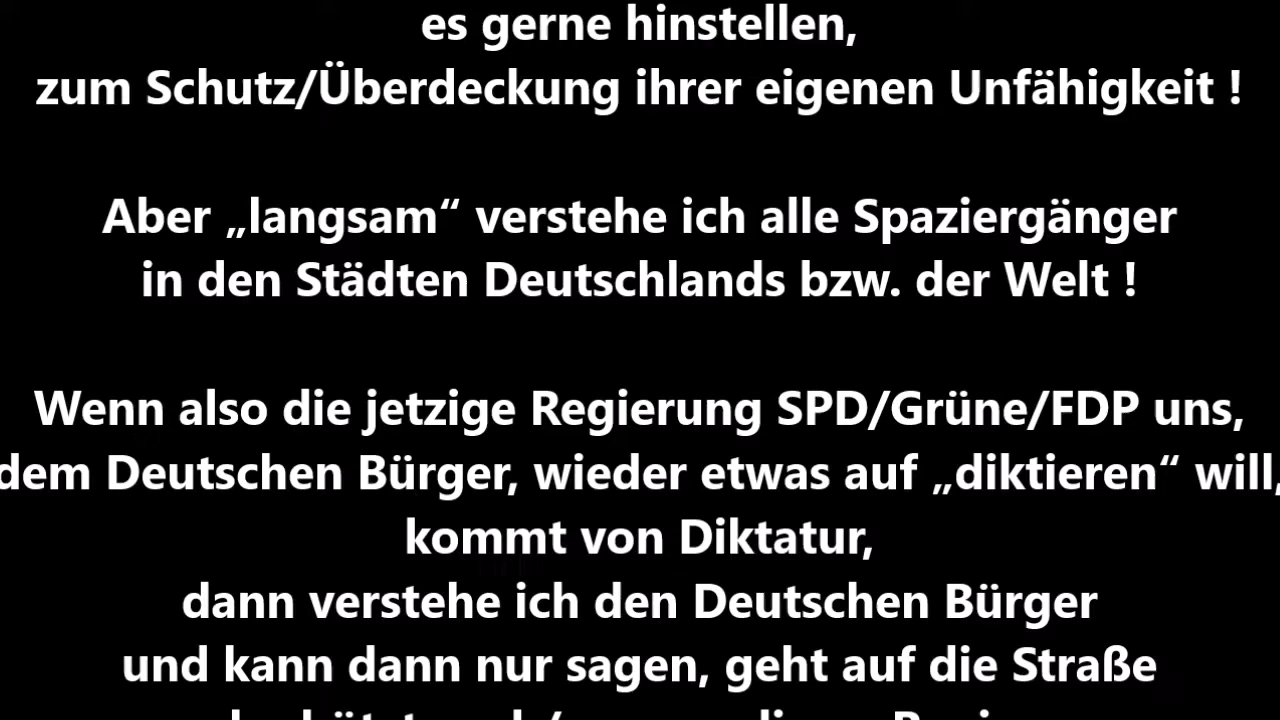 es gerne hinstellen,
zum Schutz/Überdeckung ihrer eigenen Unfähigkeit !
Aber „langsam“ verstehe ich alle Spaziergänger
in den Städten Deutschlands bzw. der Welt !
Wenn also die jetzige Regierung SPD/Grüne/FDP uns,
dem Deutschen Bürger, wieder etwas auf „diktieren“ will,
kommt von Diktatur,
dann verstehe ich den Deutschen Bürger
und kann dann nur sagen, geht auf die Straße